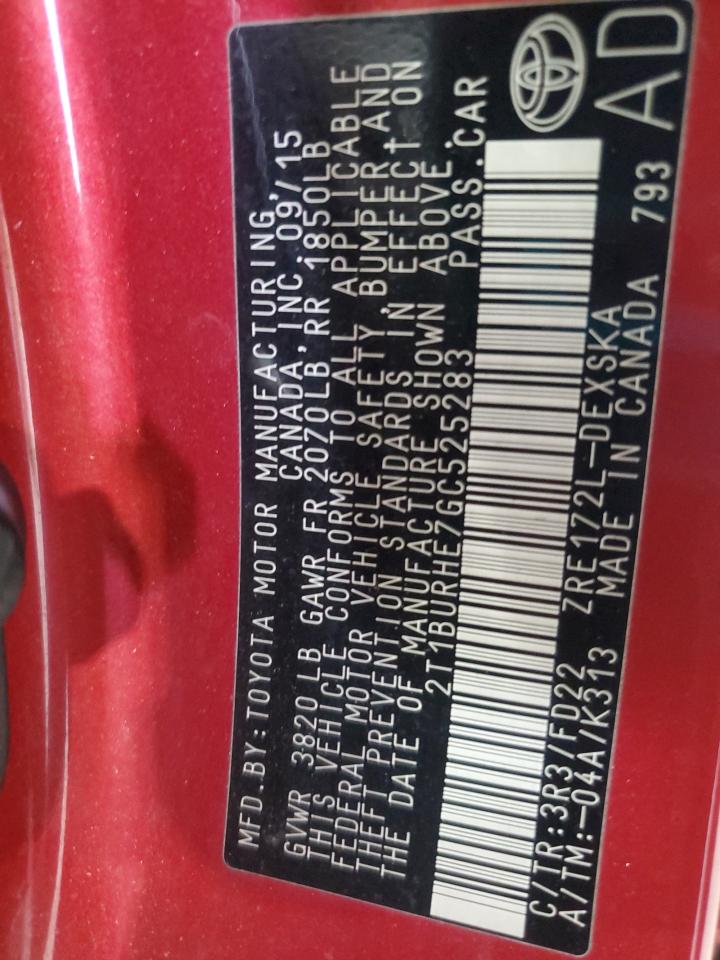 MFD.BY:TOYOTA MOTOR MANUFACTURING,
CANADA,INC. 09/15
GVWR 3820LB GAWR FR 2070LB,RR 1850LB
THIS VEHICLE CONFORMS TO ALL APPLICABLE
FEDERAL MOTOR VEHICLE SAFETY,BUMPER AND
THEFT PREVENTION STANDARDS IN EFFECT ON
THE DATE OF MANUFACTURE SHOWN ABOVE.
2T1BURHE7GC525283 PASS.CAR
C/TR:3R3/FD22 ZRE172L-DEXSKA
A/TM:-04A/K313 MADE IN CANADA 793
AD